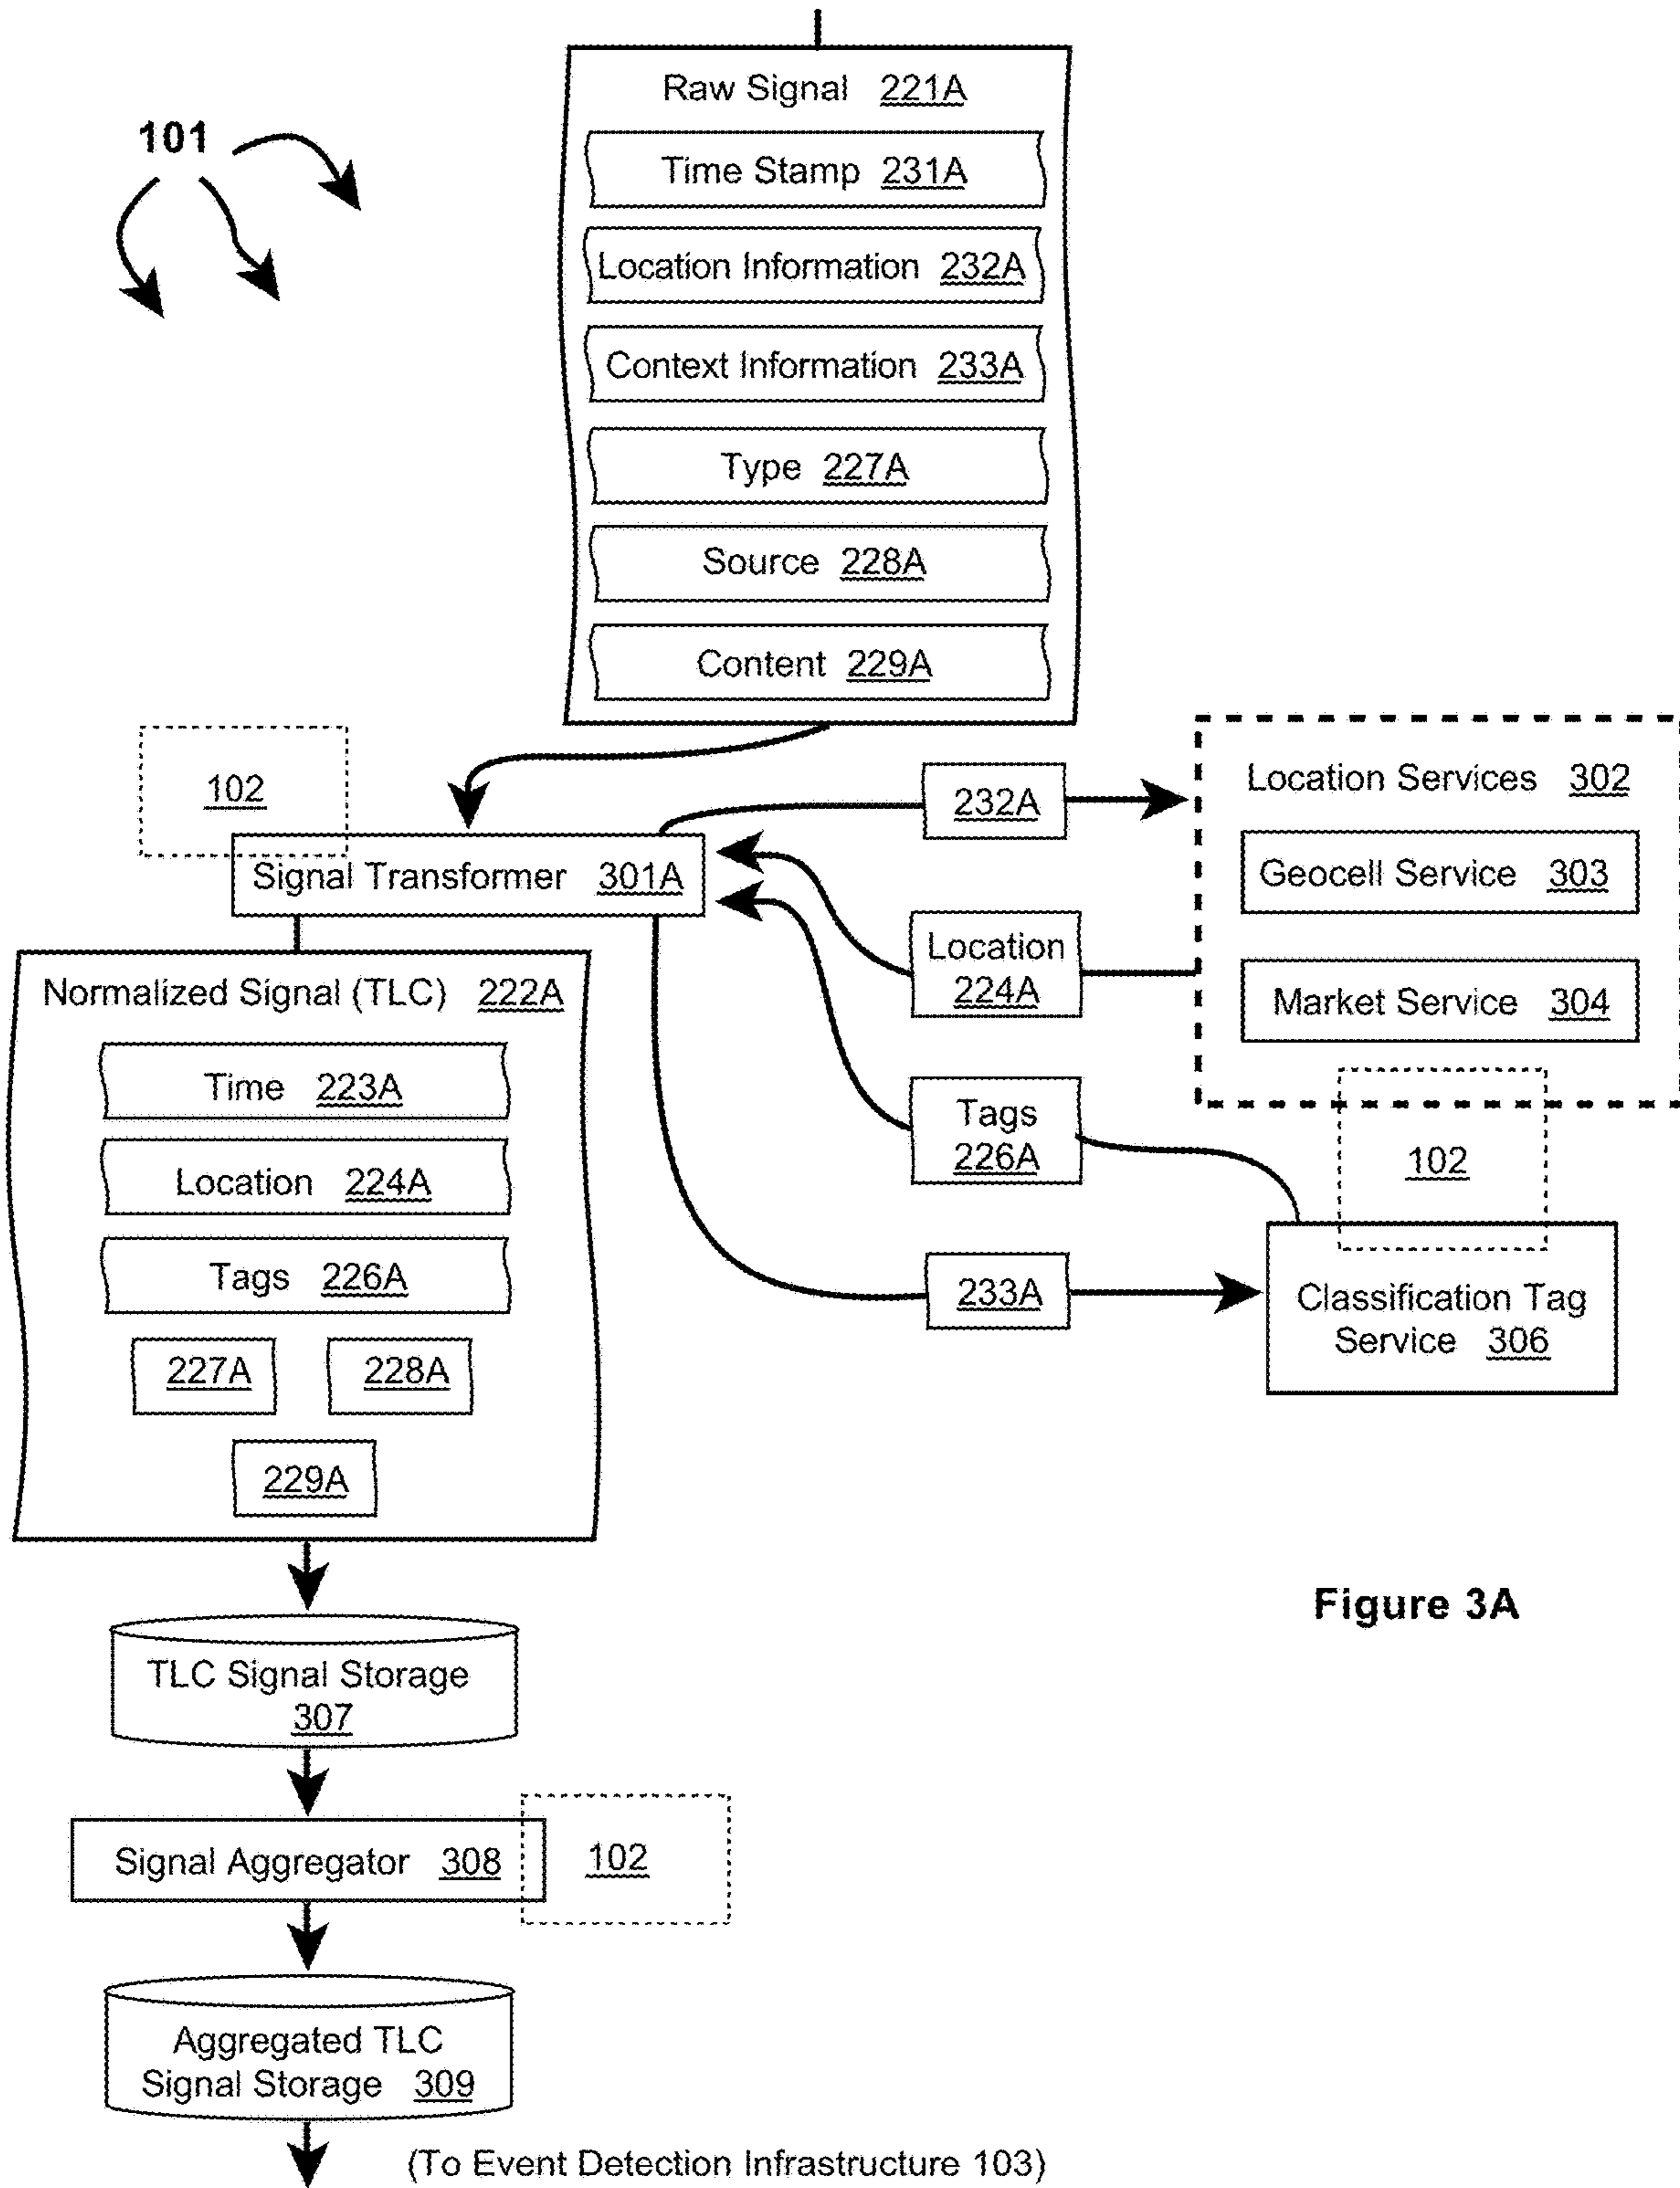 Raw Signal 221A
101
Time Stamp 231A
Location Information 232A
Context Information 233A
Type 227A
Source 228A
Content 229A
102
232A
Location Services 302
Signal Transformer 301A
Geocell Service 303
Location
224A
Market Service 304
Normalized Signal (TLC) 222A
Time 223A
Tags
226A
102
Location 224A
Tags 226A
233A
Classification Tag
Service 306
227A 228A
229A
Figure 3A
TLC Signal Storage
307
Signal Aggregator 308
102
Aggregated TLC
Signal Storage 309
(To Event Detection Infrastructure 103)